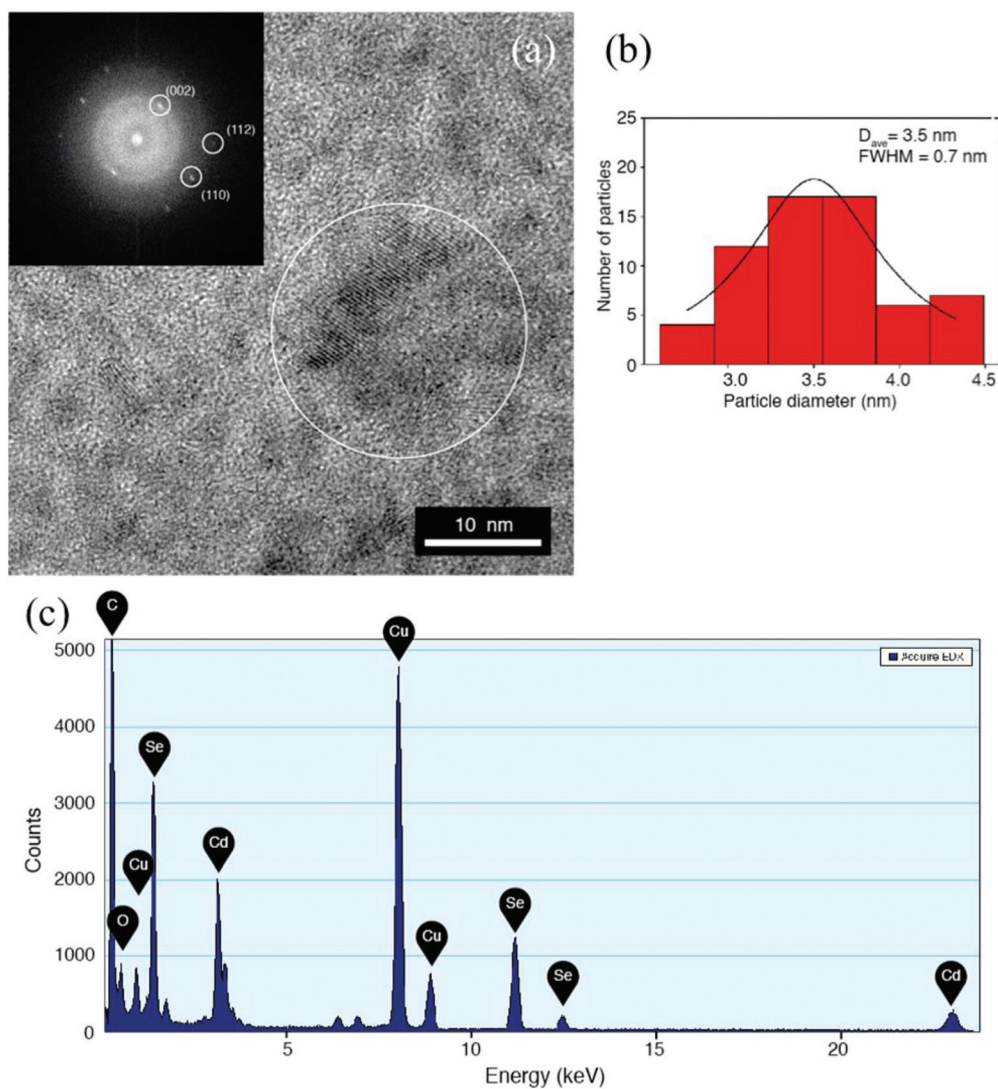 (a)
(002)
(112)
(110)
10 nm
(b)
25
20
15
10
5
0
Number of particles
D_ave = 3.5 nm
FWHM = 0.7 nm
3.0 3.5 4.0 4.5
Particle diameter (nm)
(c)
C
Cu
Se
Cd
Cu
O
Cu
Se
Se
Cd
Acquire EDX
5000
4000
3000
2000
1000
0
Counts
5 10 15 20
Energy (keV)